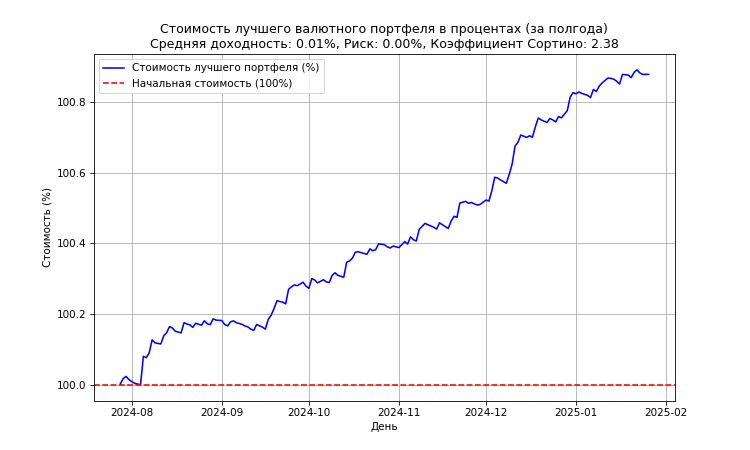 Стоимость лучшего валютного портфеля в процентах (за полгода)
Средняя доходность: 0.01%, Риск: 0.00%, Коэффициент Сортино: 2.38
Стоимость лучшего портфеля (%)
Начальная стоимость (100%)
Стоимость (%)
100.8
100.6
100.4
100.2
100.0
2024-08 2024-09 2024-10 2024-11 2024-12 2025-01 2025-02
День